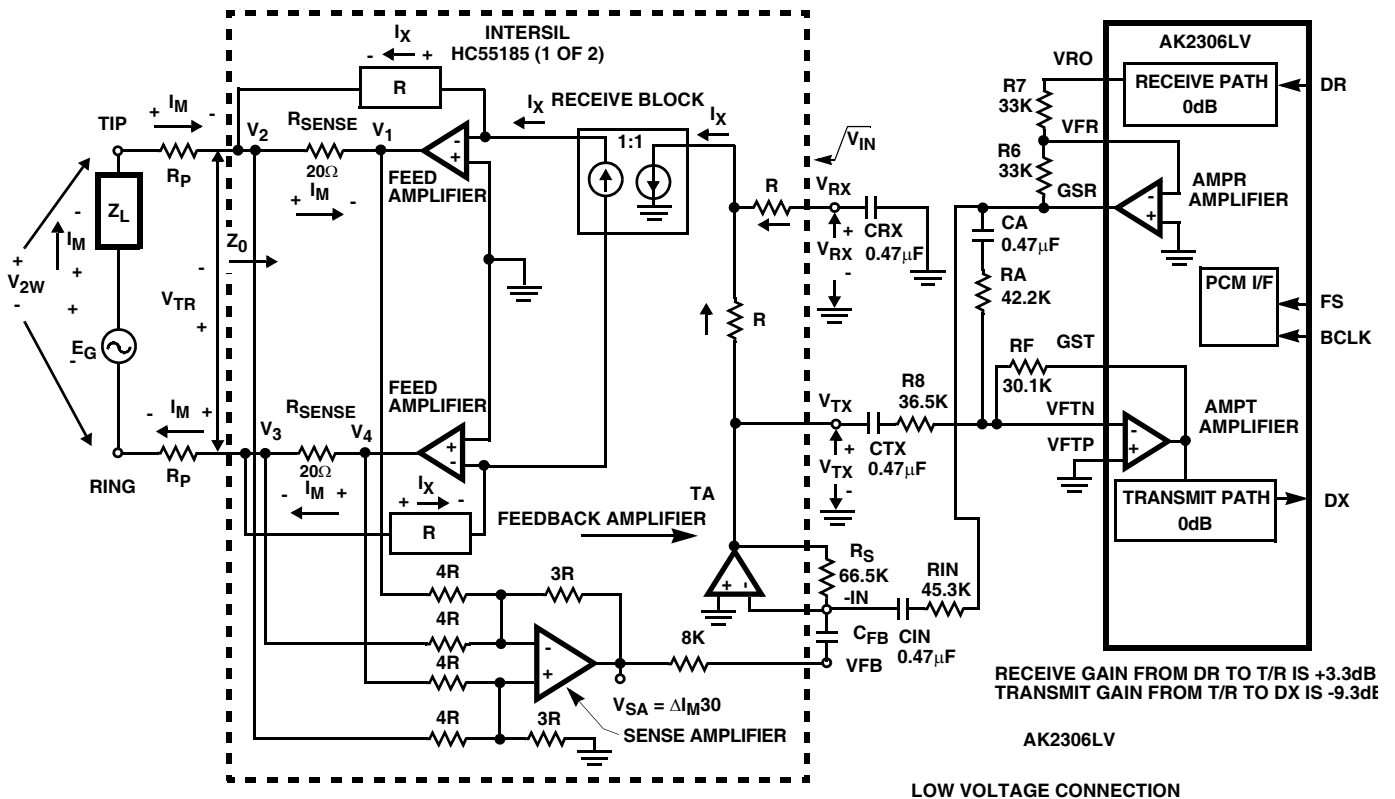 INTERSIL
HC55185 (1 OF 2)
I_X
- +
R
RECEIVE BLOCK
I_X
I_X
1:1
TIP
+ I_M -
R_P
V_2
R_SENSE
20Ω
I_M
+ -
V_1
FEED
AMPLIFIER
-
+
V_IN
R
V_RX
+
V_RX
-
CRX
0.47µF
Z_L
-
I_M
+
+
V_2W
-
+
E_G
-
Z_0
-
V_TR
+
R
FEED
AMPLIFIER
- I_M +
R_P
RING
V_3
R_SENSE
20Ω
- I_M +
V_4
+
-
I_X
+ -
R
FEEDBACK AMPLIFIER
TA
V_TX
+
V_TX
-
CTX
0.47µF
R8
36.5K
+ -
R_S
66.5K
-IN
C_FB
VFB
CIN
0.47µF
RIN
45.3K
4R
3R
4R
4R
4R
3R
-
+
8K
V_SA = ΔI_M30
SENSE AMPLIFIER
AK2306LV
VRO
RECEIVE PATH
0dB
DR
R7
33K
VFR
R6
33K
GSR
-
+
AMPR
AMPLIFIER
CA
0.47µF
RA
42.2K
PCM I/F
FS
BCLK
RF
30.1K
GST
VFTN
VFTP
-
+
AMPT
AMPLIFIER
TRANSMIT PATH
0dB
DX
RECEIVE GAIN FROM DR TO T/R IS +3.3dB
TRANSMIT GAIN FROM T/R TO DX IS -9.3dB
AK2306LV
LOW VOLTAGE CONNECTION